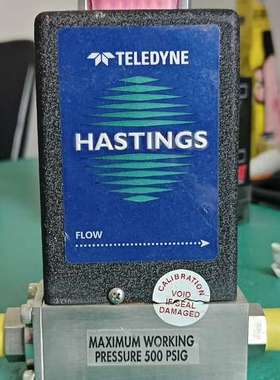 TELEDYNE
HASTINGS
FLOW
CALIBRATION
VOID
IF SEAL
DAMAGED
MAXIMUM WORKING
PRESSURE 500 PSIG